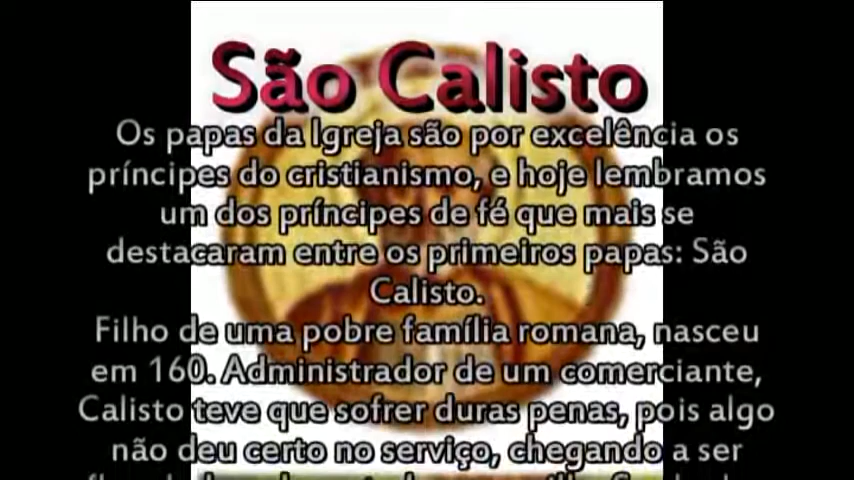 São Calisto
Os papas da Igreja são por excelência os
príncipes do cristianismo, e hoje lembramos
um dos príncipes de fé que mais se
destacaram entre os primeiros papas: São
Calisto.
Filho de uma pobre família romana, nasceu
em 160. Administrador de um comerciante,
Calisto teve que sofrer duras penas, pois algo
não deu certo no serviço, chegando a ser